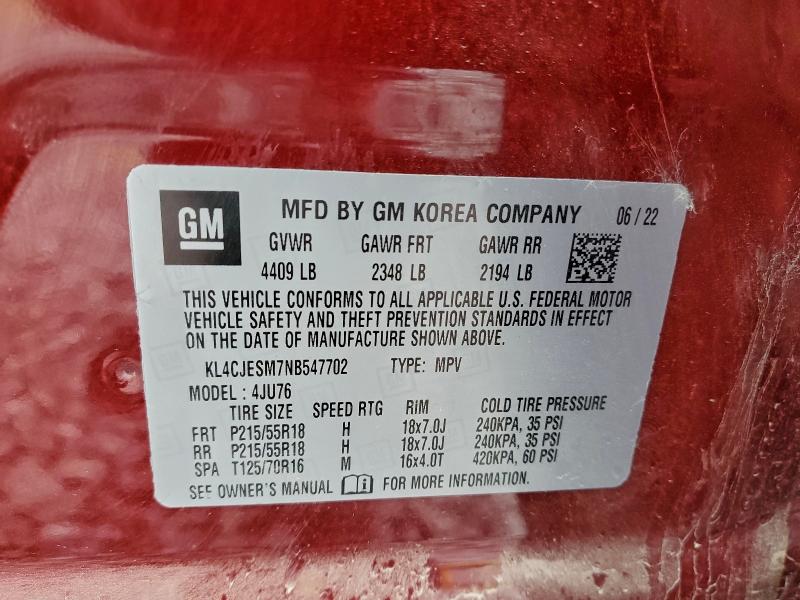 GM
MFD BY GM KOREA COMPANY 06 / 22
GVWR GAWR FRT GAWR RR
4409 LB 2348 LB 2194 LB
THIS VEHICLE CONFORMS TO ALL APPLICABLE U.S. FEDERAL MOTOR
VEHICLE SAFETY AND THEFT PREVENTION STANDARDS IN EFFECT
ON THE DATE OF MANUFACTURE SHOWN ABOVE.
KL4CJESM7NB547702 TYPE: MPV
MODEL : 4JU76
TIRE SIZE SPEED RTG RIM COLD TIRE PRESSURE
FRT P215/55R18 H 18x7.0J 240KPA, 35 PSI
RR P215/55R18 H 18x7.0J 240KPA, 35 PSI
SPA T125/70R16 M 16x4.0T 420KPA, 60 PSI
SEE OWNER'S MANUAL FOR MORE INFORMATION.